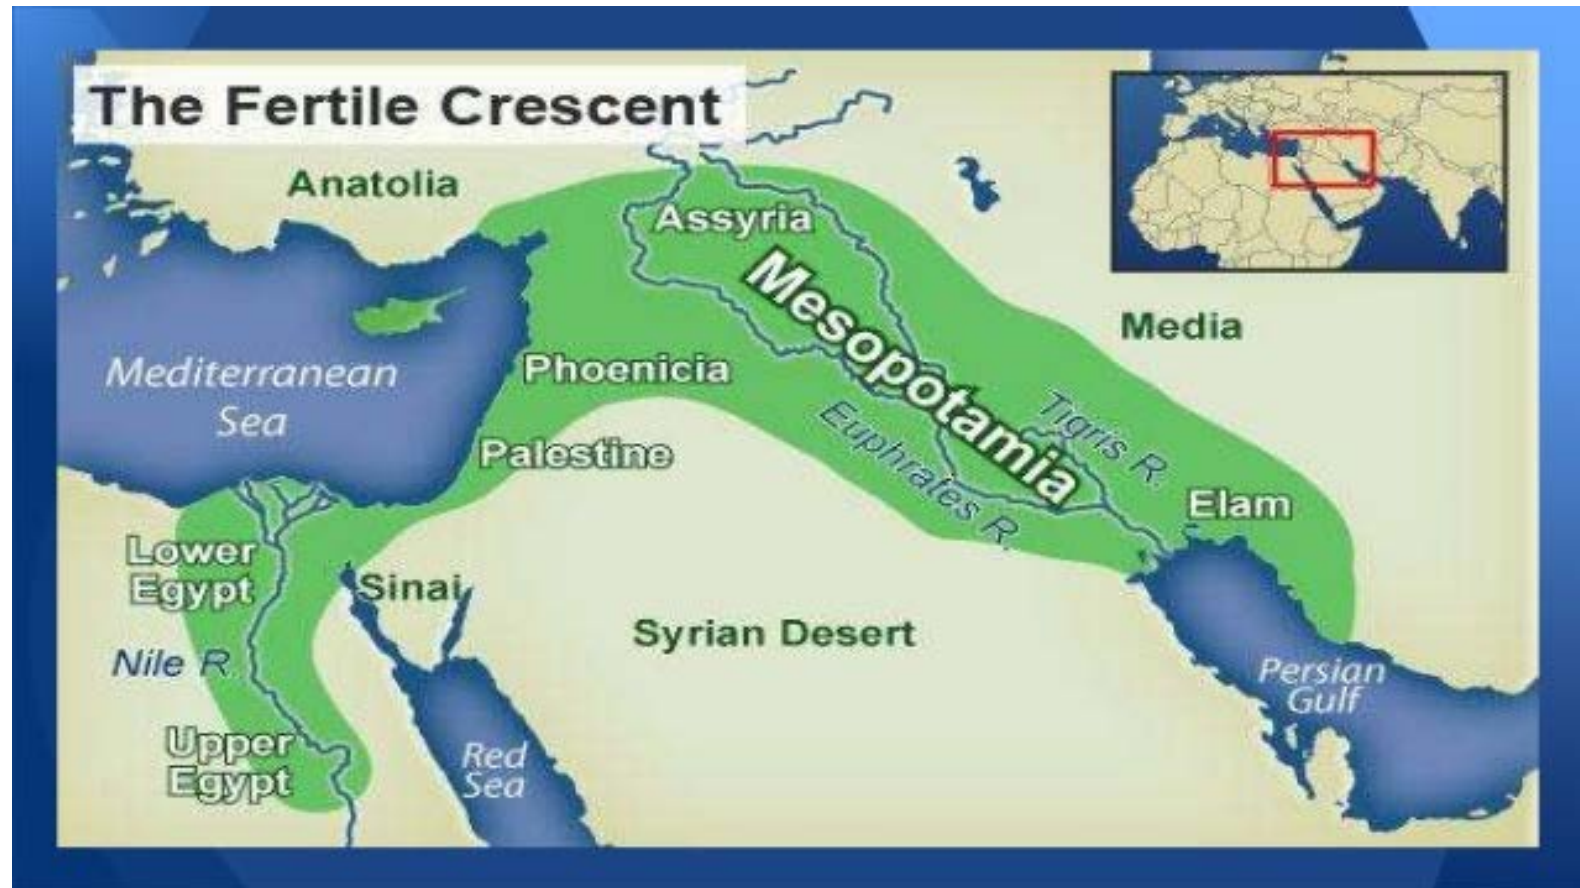 The Fertile Crescent
Anatolia
Assyria
Mesopotamia
Media
Mediterranean
Sea
Phoenicia
Tigris R.
Euphrates R.
Palestine
Elam
Lower
Egypt
Sinai
Syrian Desert
Nile R.
Persian
Gulf
Upper
Egypt
Red
Sea